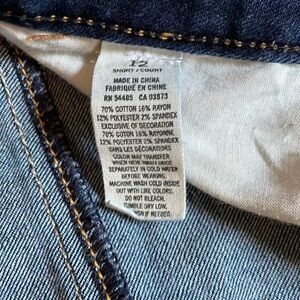 12
SHORT / COURT
MADE IN CHINA
FABRIQUÉ EN CHINE
RN 54485 CA 03873
70% COTTON 16% RAYON
12% POLYESTER 2% SPANDEX
EXCLUSIVE OF DECORATION
70% COTTON 16% RAYONNE
12% POLYESTER 2% SPANDEX
SANS LES DÉCORATIONS
COLOR MAY TRANSFER
WHEN NEW, WASH
SEPARATELY IN COLD WATER
BEFORE WEARING.
MACHINE WASH COLD INSIDE
OUT WITH LIKE COLORS.
DO NOT BLEACH.
TUMBLE DRY LOW.
IF NEEDED.